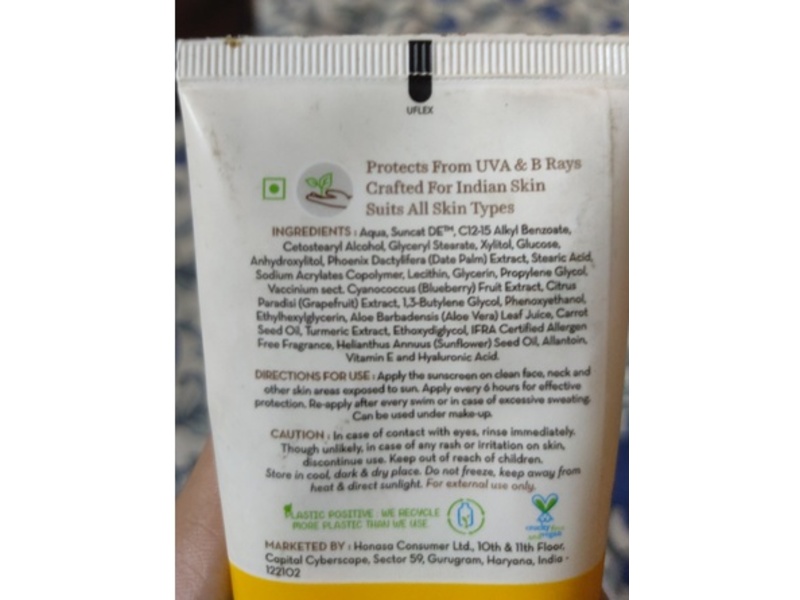 UFLEX
Protects From UVA & B Rays
Crafted For Indian Skin
Suits All Skin Types
INGREDIENTS : Aqua, Suncat DE™, C12-15 Alkyl Benzoate,
Cetostearyl Alcohol, Glyceryl Stearate, Xylitol, Glucose,
Anhydroxylitol, Phoenix Dactylifera (Date Palm) Extract, Stearic Acid,
Sodium Acrylates Copolymer, Lecithin, Glycerin, Propylene Glycol,
Vaccinium sect. Cyanococcus (Blueberry) Fruit Extract, Citrus
Paradisi (Grapefruit) Extract, 1,3-Butylene Glycol, Phenoxyethanol,
Ethylhexylglycerin, Aloe Barbadensis (Aloe Vera) Leaf Juice, Carrot
Seed Oil, Turmeric Extract, Ethoxydiglycol, IFRA Certified Allergen
Free Fragrance, Helianthus Annuus (Sunflower) Seed Oil, Allantoin,
Vitamin E and Hyaluronic Acid.
DIRECTIONS FOR USE : Apply the sunscreen on clean face, neck and
other skin areas exposed to sun. Apply every 6 hours for effective
protection. Re-apply after every swim or in case of excessive sweating.
Can be used under make-up.
CAUTION : In case of contact with eyes, rinse immediately.
Though unlikely, in case of any rash or irritation on skin,
discontinue use. Keep out of reach of children.
Store in cool, dark & dry place. Do not freeze, keep away from
heat & direct sunlight. For external use only.
PLASTIC POSITIVE : WE RECYCLE
MORE PLASTIC THAN WE USE
cruelty free
and vegan
MARKETED BY : Honasa Consumer Ltd., 10th & 11th Floor,
Capital Cyberscape, Sector 59, Gurugram, Haryana, India -
122102